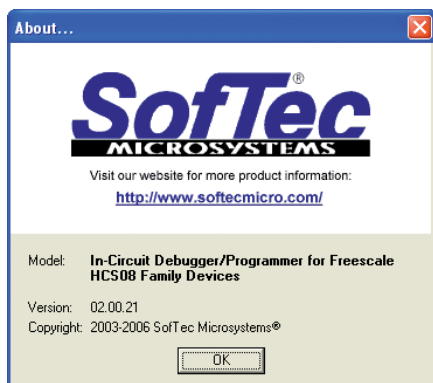 About...
SofTec®
MICROSYSTEMS
Visit our website for more product information:
http://www.softecmicro.com/
Model: In-Circuit Debugger/Programmer for Freescale
HCS08 Family Devices
Version: 02.00.21
Copyright: 2003-2006 SofTec Microsystems®
OK